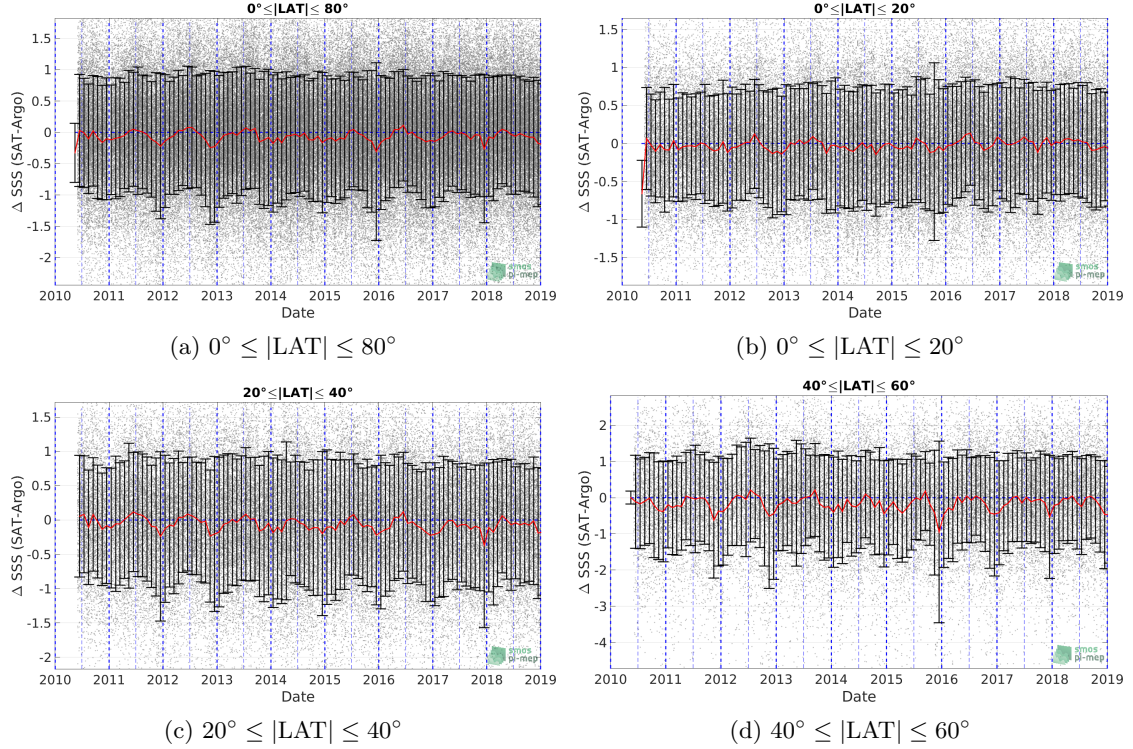 0°≤|LAT|≤ 80°
1.5
1
0.5
0
-0.5
-1
-1.5
-2
Δ SSS (SAT-Argo)
smos
pi-mep
2010 2011 2012 2013 2014 2015 2016 2017 2018 2019
Date
(a) 0° ≤ |LAT| ≤ 80°
0°≤|LAT|≤ 20°
1.5
1
0.5
0
-0.5
-1
-1.5
Δ SSS (SAT-Argo)
smos
pi-mep
2010 2011 2012 2013 2014 2015 2016 2017 2018 2019
Date
(b) 0° ≤ |LAT| ≤ 20°
20°≤|LAT|≤ 40°
1.5
1
0.5
0
-0.5
-1
-1.5
-2
Δ SSS (SAT-Argo)
smos
pi-mep
2010 2011 2012 2013 2014 2015 2016 2017 2018 2019
Date
(c) 20° ≤ |LAT| ≤ 40°
40°≤|LAT|≤ 60°
2
1
0
-1
-2
-3
-4
Δ SSS (SAT-Argo)
smos
pi-mep
2010 2011 2012 2013 2014 2015 2016 2017 2018 2019
Date
(d) 40° ≤ |LAT| ≤ 60°